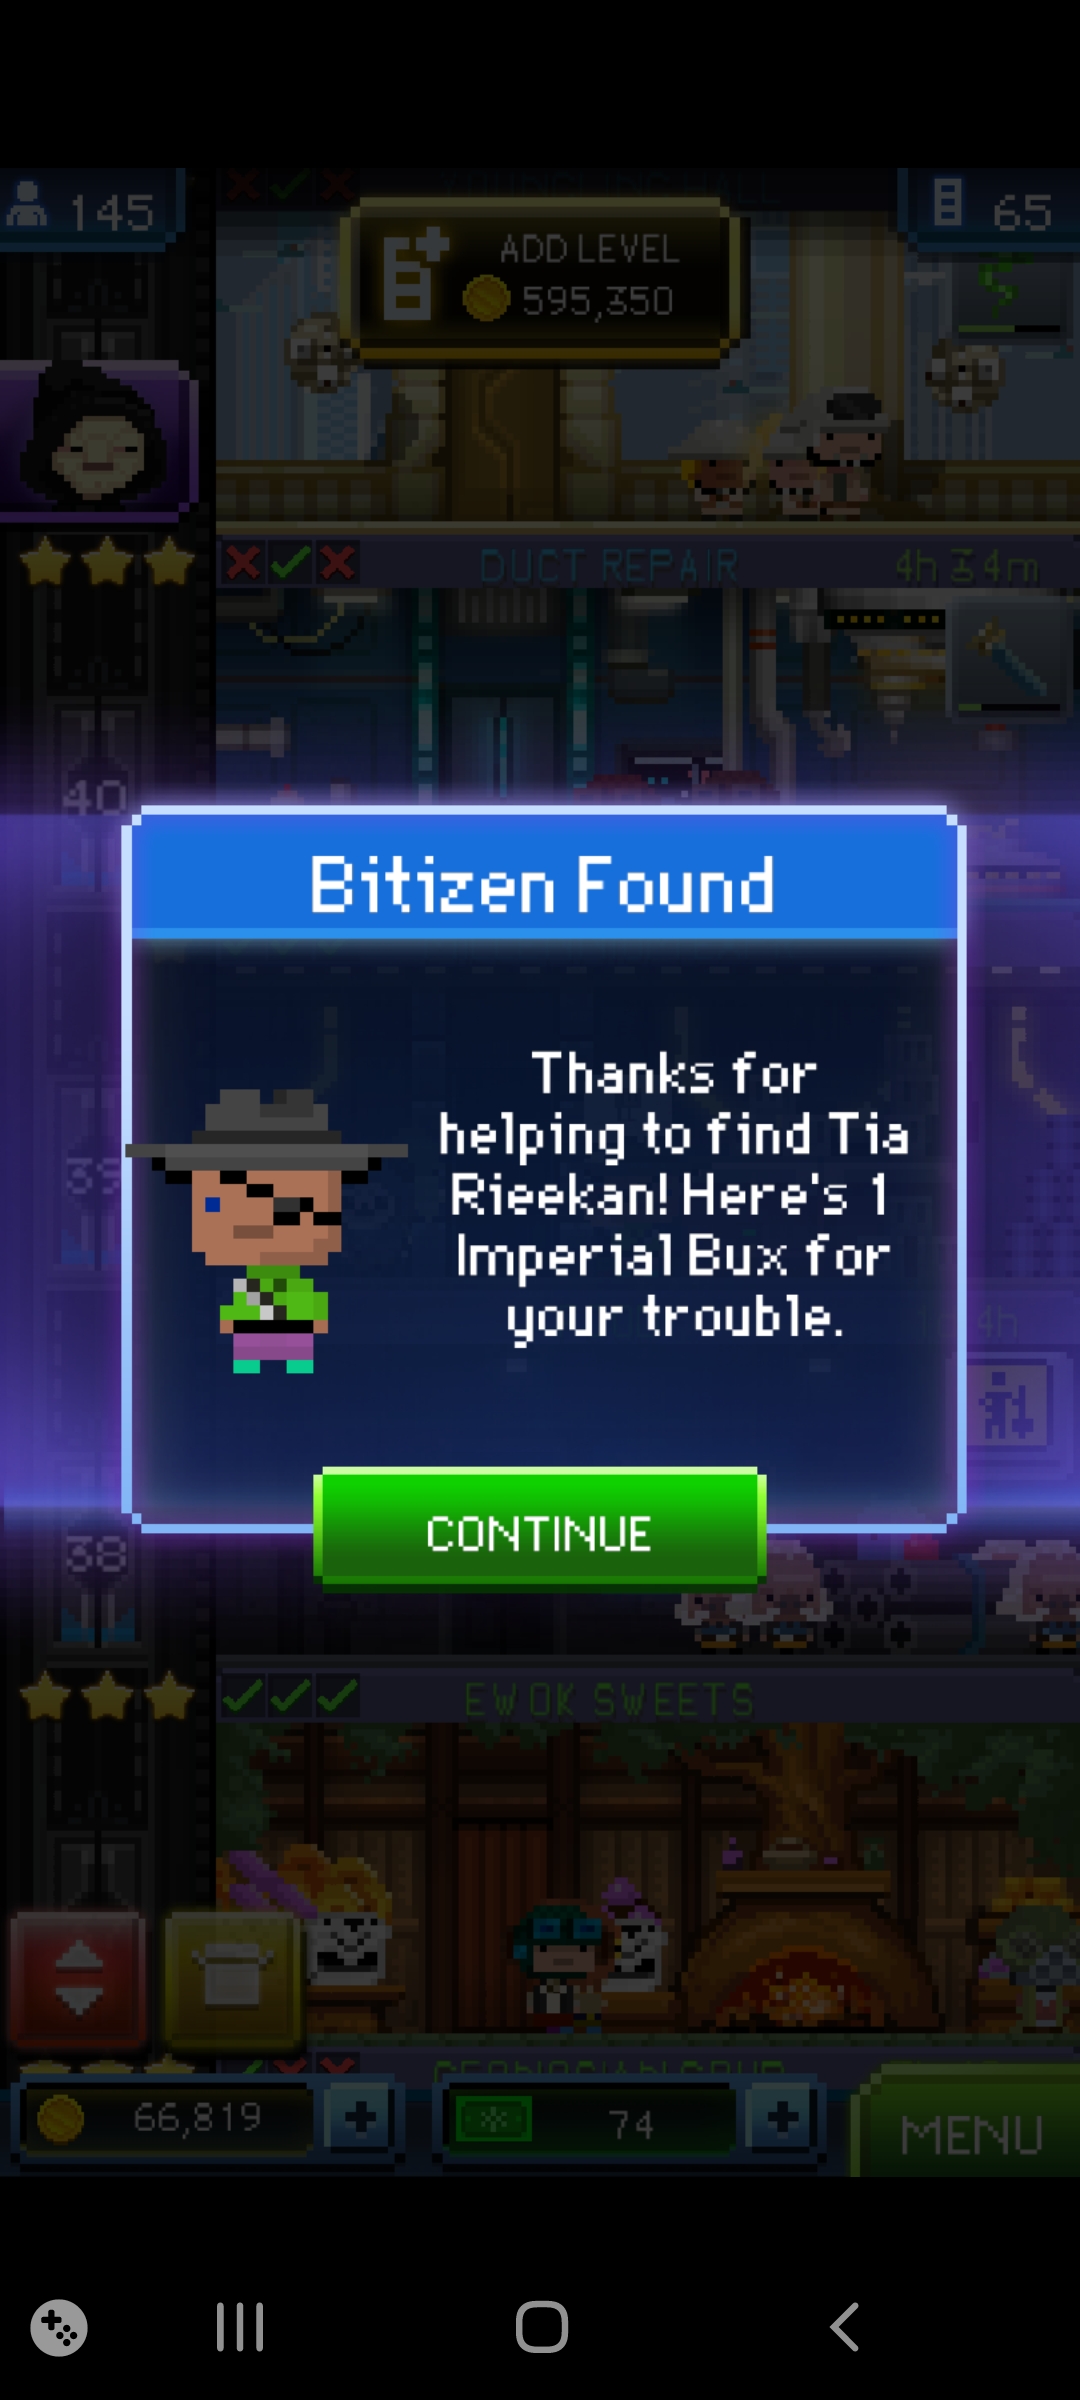 145
ADD LEVEL
595,350
65
DUCT REPAIR
40
Bitizen Found
Thanks for
helping to find Tia
Rieekan! Here's 1
Imperial Bux for
your trouble.
39
4h
CONTINUE
38
EWOK SWEETS
66,819
74
MENU